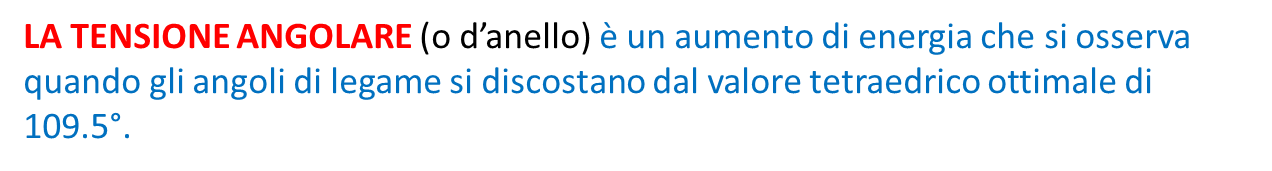 LA TENSIONE ANGOLARE (o d’anello) è un aumento di energia che si osserva
quando gli angoli di legame si discostano dal valore tetraedrico ottimale di
109.5°.